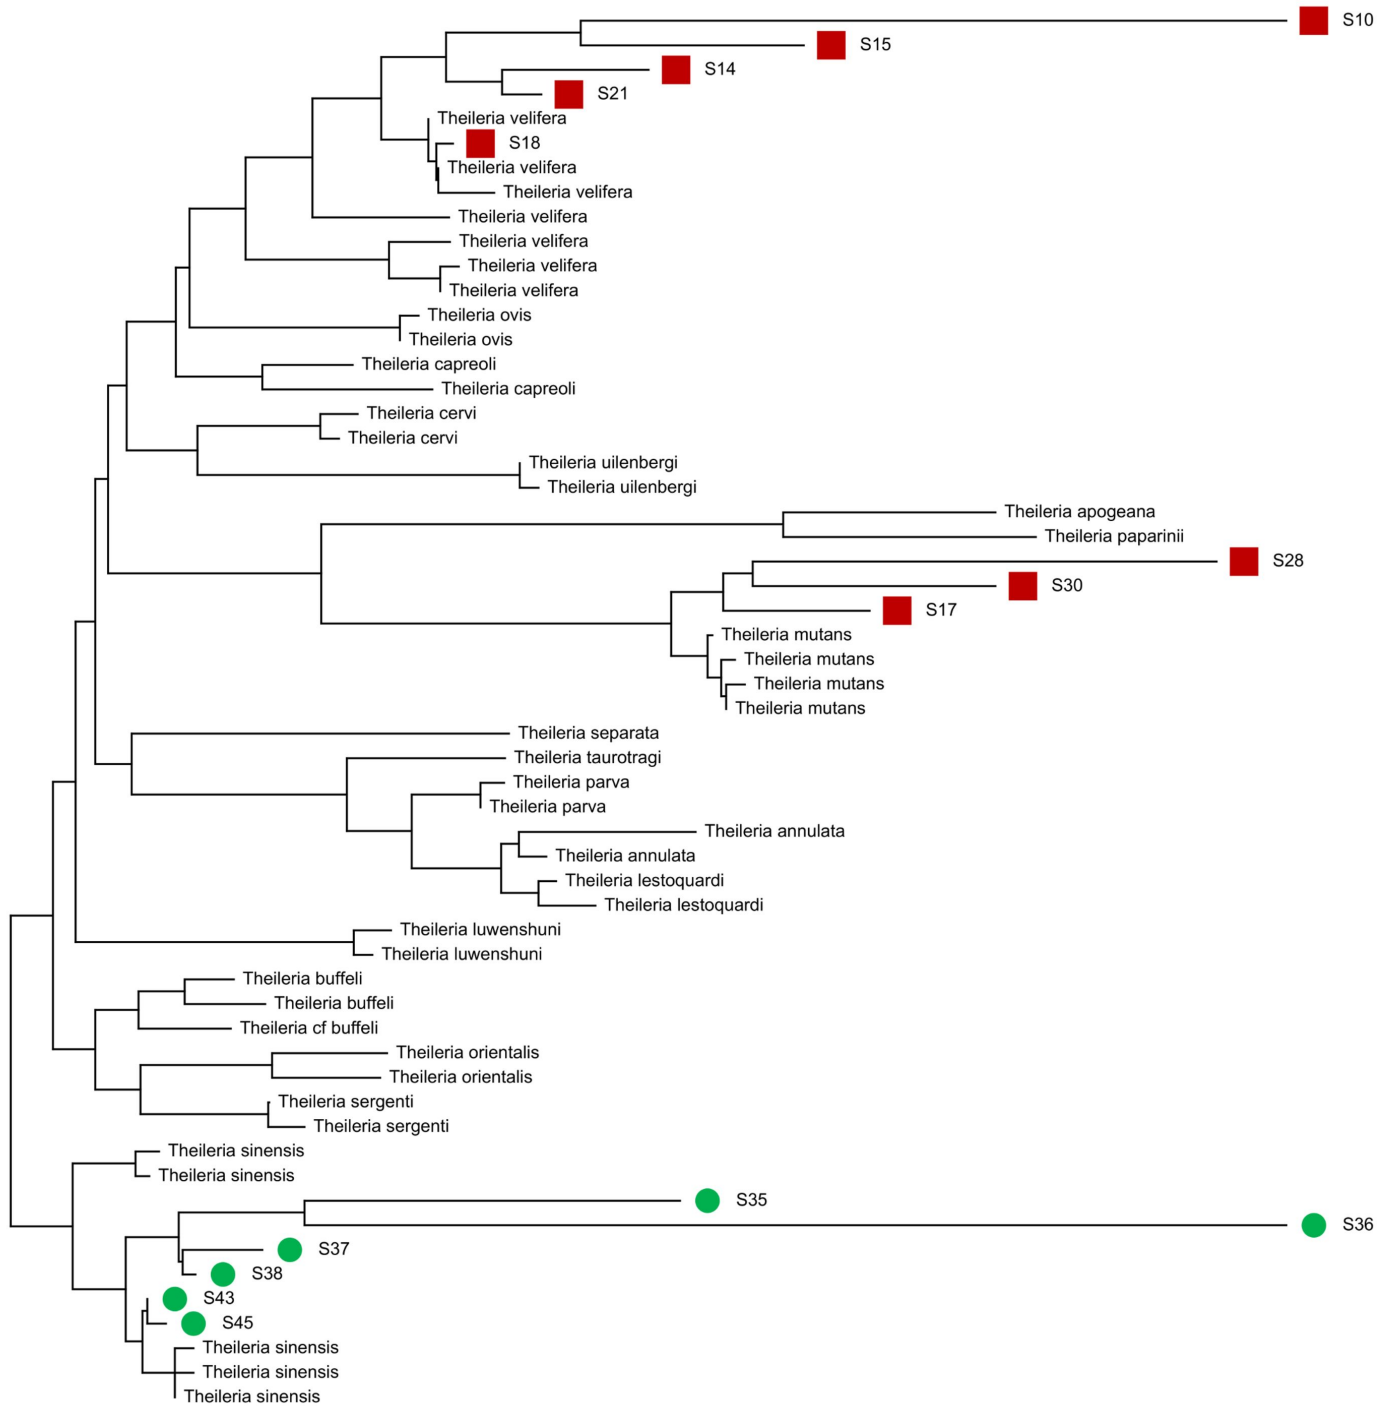 S10
S15
S14
S21
Theileria velifera
S18
Theileria velifera
Theileria velifera
Theileria velifera
Theileria velifera
Theileria velifera
Theileria velifera
Theileria ovis
Theileria ovis
Theileria capreoli
Theileria capreoli
Theileria cervi
Theileria cervi
Theileria uilenbergi
Theileria uilenbergi
Theileria apogeana
Theileria paparinii
S28
S30
S17
Theileria mutans
Theileria mutans
Theileria mutans
Theileria mutans
Theileria separata
Theileria taurotragi
Theileria parva
Theileria parva
Theileria annulata
Theileria annulata
Theileria lestoquardi
Theileria lestoquardi
Theileria luwenshuni
Theileria luwenshuni
Theileria buffeli
Theileria buffeli
Theileria cf buffeli
Theileria orientalis
Theileria orientalis
Theileria sergenti
Theileria sergenti
Theileria sinensis
Theileria sinensis
S35
S36
S37
S38
S43
S45
Theileria sinensis
Theileria sinensis
Theileria sinensis